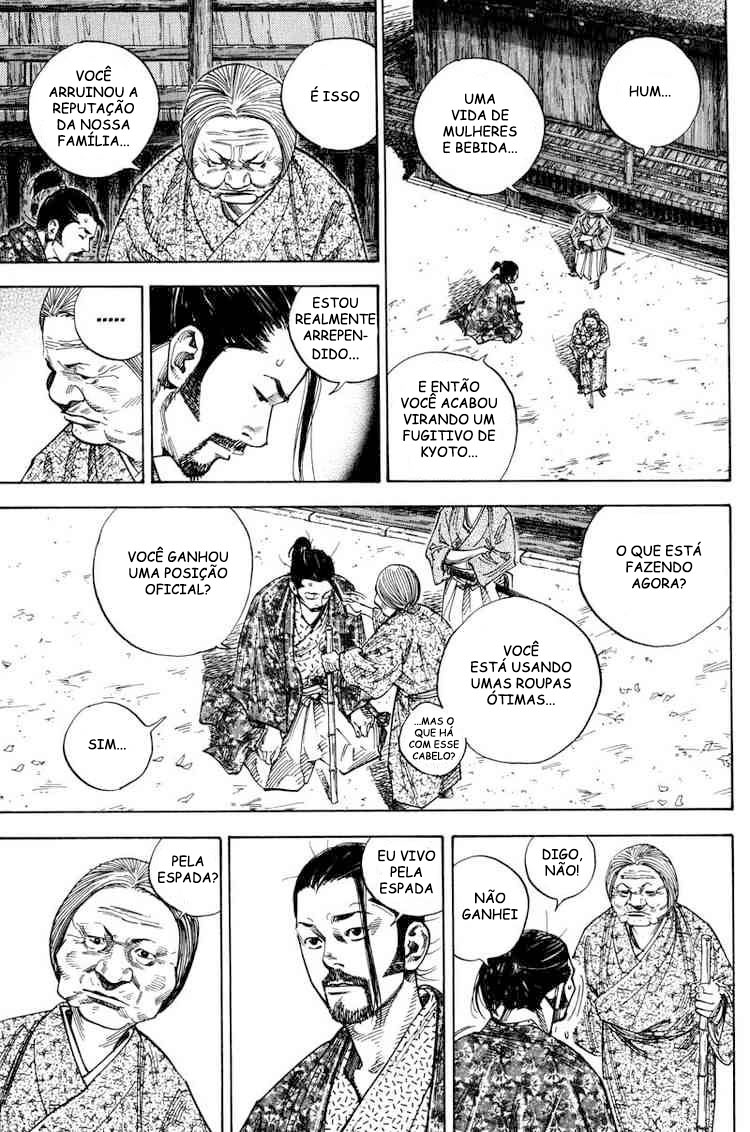 HUM...
UMA
VIDA DE
MULHERES
E BEBIDA...
E ENTÃO
VOCÊ ACABOU
VIRANDO UM
FUGITIVO DE
KYOTO...
É ISSO
VOCÊ
ARRUINOU A
REPUTAÇÃO
DA NOSSA
FAMÍLIA...
ESTOU
REALMENTE
ARREPEN-
DIDO...
.....
O QUE ESTÁ
FAZENDO
AGORA?
VOCÊ
ESTÁ USANDO
UMAS ROUPAS
ÓTIMAS...
...MAS O
QUE HÁ
COM ESSE
CABELO?
VOCÊ GANHOU
UMA POSIÇÃO
OFICIAL?
SIM...
DIGO,
NÃO!
NÃO
GANHEI
EU VIVO
PELA
ESPADA
PELA
ESPADA?